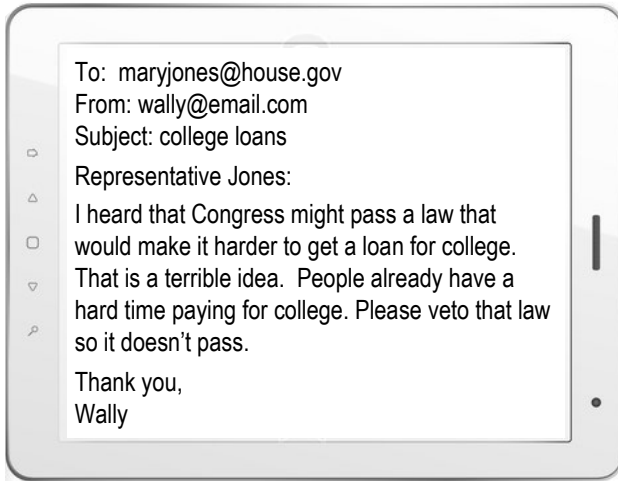 To: maryjones@house.gov
From: wally@email.com
Subject: college loans
Representative Jones:
I heard that Congress might pass a law that
would make it harder to get a loan for college.
That is a terrible idea. People already have a
hard time paying for college. Please veto that law
so it doesn’t pass.
Thank you,
Wally